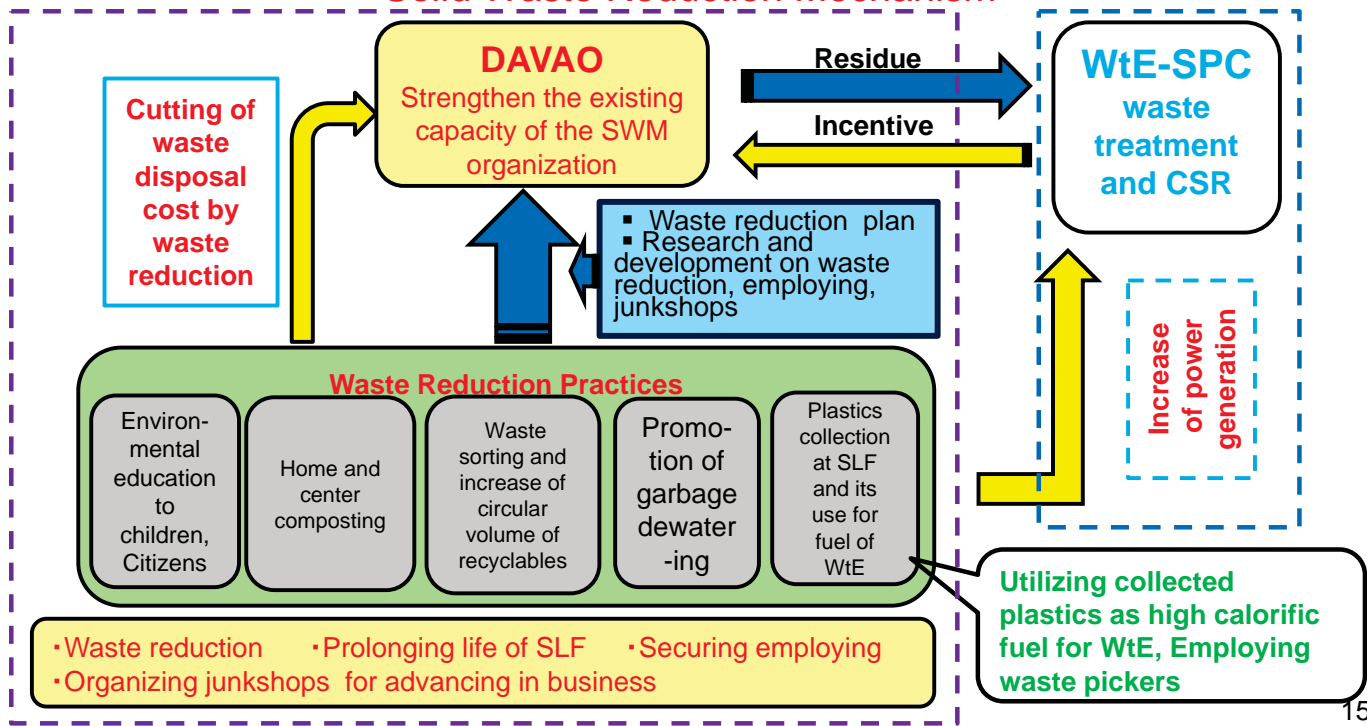 Solid Waste Reduction Mechanism
DAVAO
Strengthen the existing
capacity of the SWM
organization
Residue
Incentive
WtE-SPC
waste
treatment
and CSR
Cutting of
waste
disposal
cost by
waste
reduction
▪ Waste reduction plan
▪ Research and
development on waste
reduction, employing,
junkshops
Increase
of power
generation
Waste Reduction Practices
Environ-
mental
education
to
children,
Citizens
Home and
center
composting
Waste
sorting and
increase of
circular
volume of
recyclables
Promo-
tion of
garbage
dewater
-ing
Plastics
collection
at SLF
and its
use for
fuel of
WtE
Utilizing collected
plastics as high calorific
fuel for WtE, Employing
waste pickers
・Waste reduction ・Prolonging life of SLF ・Securing employing
・Organizing junkshops for advancing in business
15